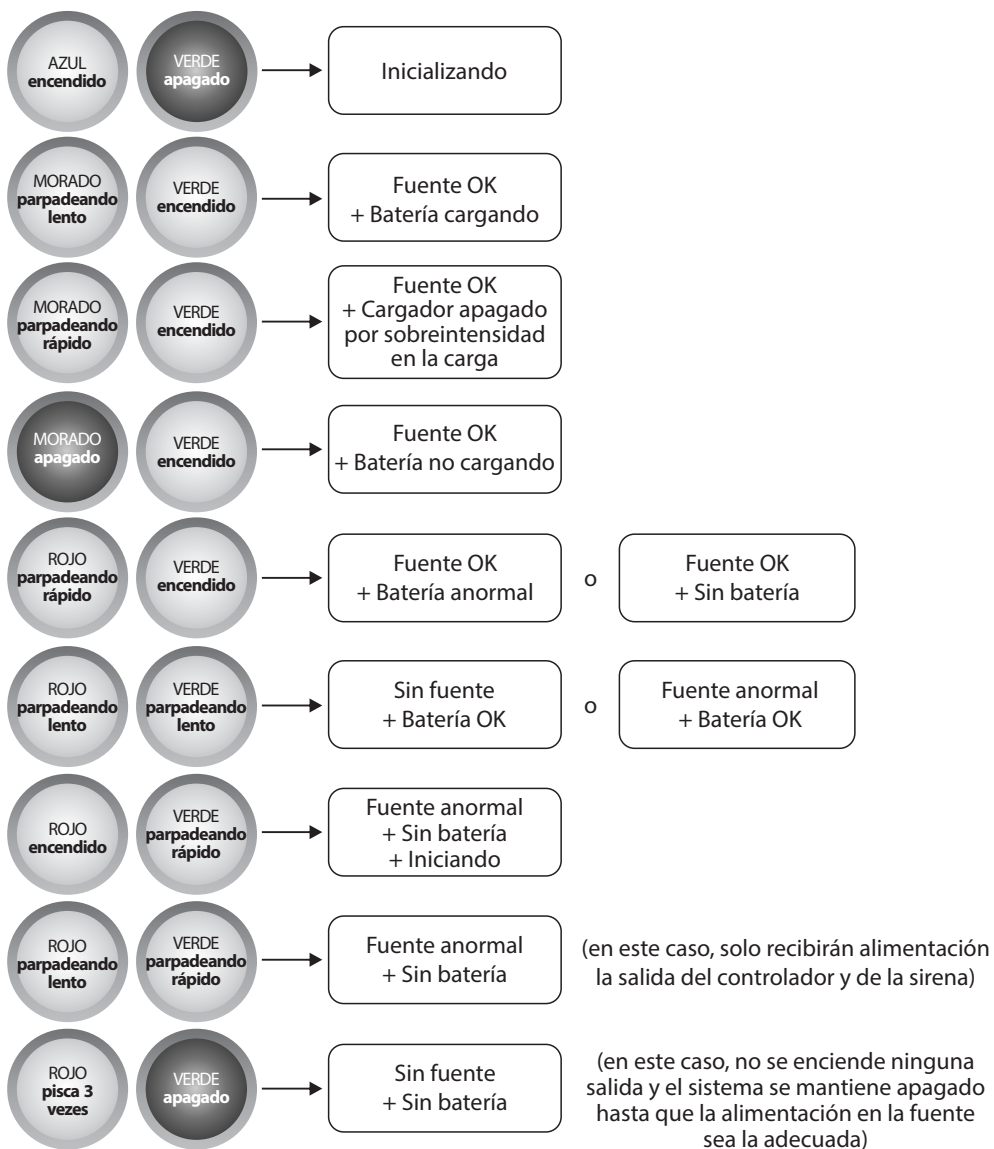 AZUL
encendido
VERDE
apagado
Inicializando
MORADO
parpadeando
lento
VERDE
encendido
Fuente OK
+ Batería cargando
MORADO
parpadeando
rápido
VERDE
encendido
Fuente OK
+ Cargador apagado
por sobreintensidad
en la carga
MORADO
apagado
VERDE
encendido
Fuente OK
+ Batería no cargando
ROJO
parpadeando
rápido
VERDE
encendido
Fuente OK
+ Batería anormal
o
Fuente OK
+ Sin batería
ROJO
parpadeando
lento
VERDE
parpadeando
lento
Sin fuente
+ Batería OK
o
Fuente anormal
+ Batería OK
ROJO
encendido
VERDE
parpadeando
rápido
Fuente anormal
+ Sin batería
+ Iniciando
ROJO
parpadeando
lento
VERDE
parpadeando
rápido
Fuente anormal
+ Sin batería
(en este caso, solo recibirán alimentación
la salida del controlador y de la sirena)
ROJO
pisca 3
vezes
VERDE
apagado
Sin fuente
+ Sin batería
(en este caso, no se enciende ninguna
salida y el sistema se mantiene apagado
hasta que la alimentación en la fuente
sea la adecuada)